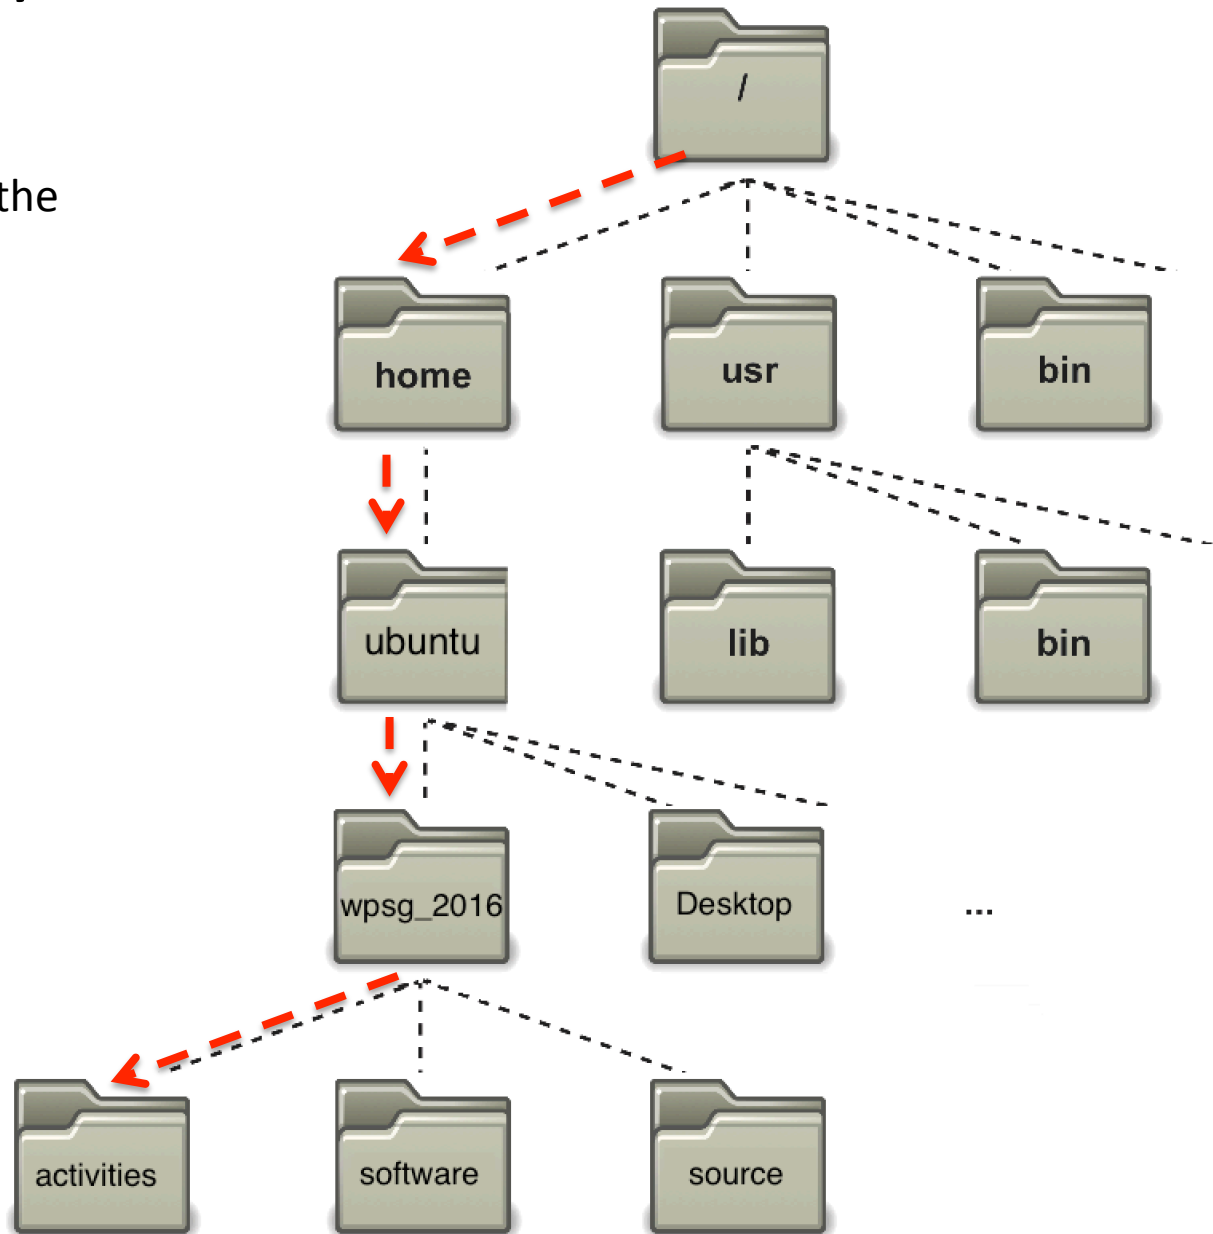 /
the
home usr bin
ubuntu lib bin
wpsg_2016 Desktop ...
activities software source